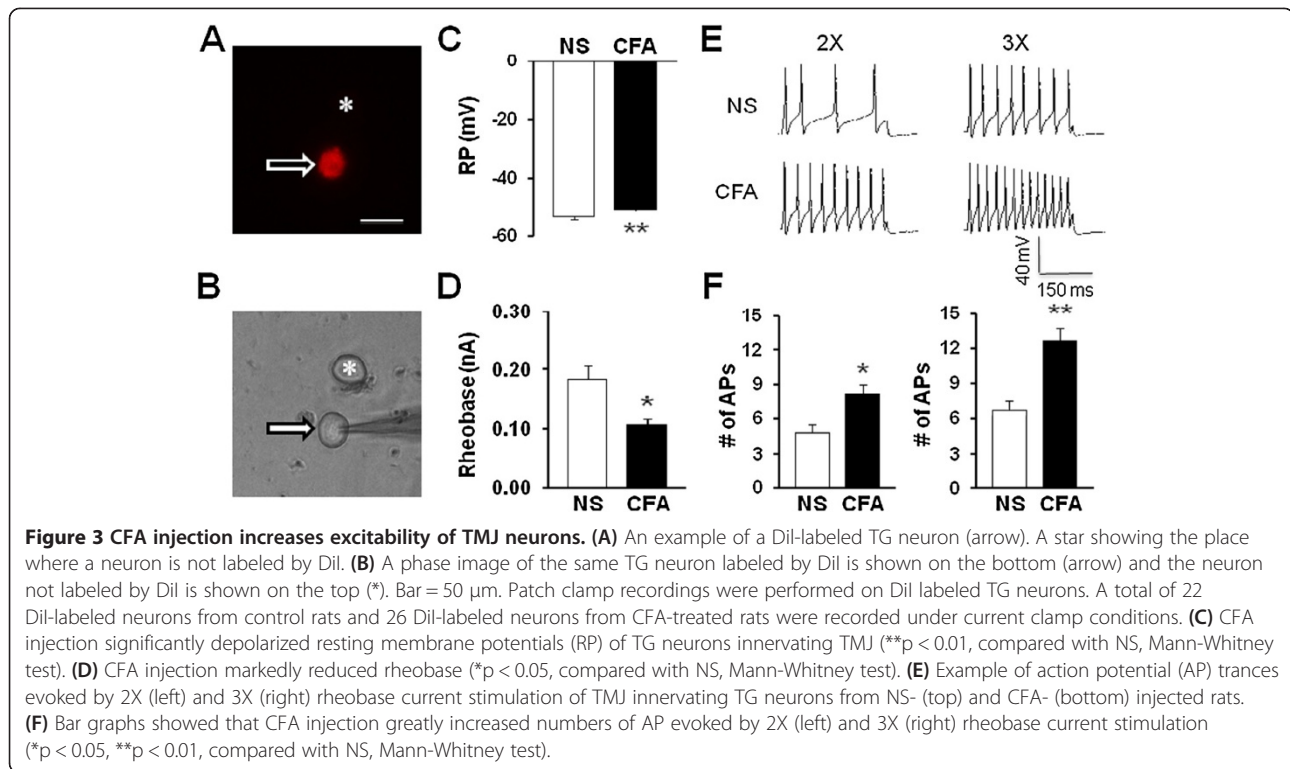 A
*
B
*
C
NS CFA
0
-20
-40
-60
RP (mV)
**
D
0.30
0.20
0.10
0.00
Rheobase (nA)
*
NS CFA
E
2X 3X
NS
CFA
40 mV
150 ms
F
15
12
9
6
3
0
# of APs
*
NS CFA
15
12
9
6
3
0
# of APs
**
NS CFA
Figure 3 CFA injection increases excitability of TMJ neurons. (A) An example of a DiI-labeled TG neuron (arrow). A star showing the place
where a neuron is not labeled by DiI. (B) A phase image of the same TG neuron labeled by DiI is shown on the bottom (arrow) and the neuron
not labeled by DiI is shown on the top (*). Bar = 50 μm. Patch clamp recordings were performed on DiI labeled TG neurons. A total of 22
DiI-labeled neurons from control rats and 26 DiI-labeled neurons from CFA-treated rats were recorded under current clamp conditions. (C) CFA
injection significantly depolarized resting membrane potentials (RP) of TG neurons innervating TMJ (**p < 0.01, compared with NS, Mann-Whitney
test). (D) CFA injection markedly reduced rheobase (*p < 0.05, compared with NS, Mann-Whitney test). (E) Example of action potential (AP) trances
evoked by 2X (left) and 3X (right) rheobase current stimulation of TMJ innervating TG neurons from NS- (top) and CFA- (bottom) injected rats.
(F) Bar graphs showed that CFA injection greatly increased numbers of AP evoked by 2X (left) and 3X (right) rheobase current stimulation
(*p < 0.05, **p < 0.01, compared with NS, Mann-Whitney test).